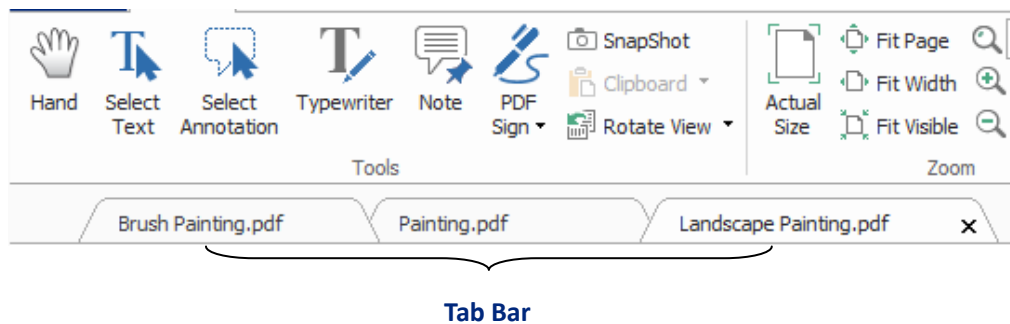 Hand
Select
Text
Select
Annotation
Typewriter
Note
PDF
Sign
SnapShot
Clipboard
Rotate View
Tools
Actual
Size
Fit Page
Fit Width
Fit Visible
Zoom
Brush Painting.pdf
Painting.pdf
Landscape Painting.pdf
Tab Bar